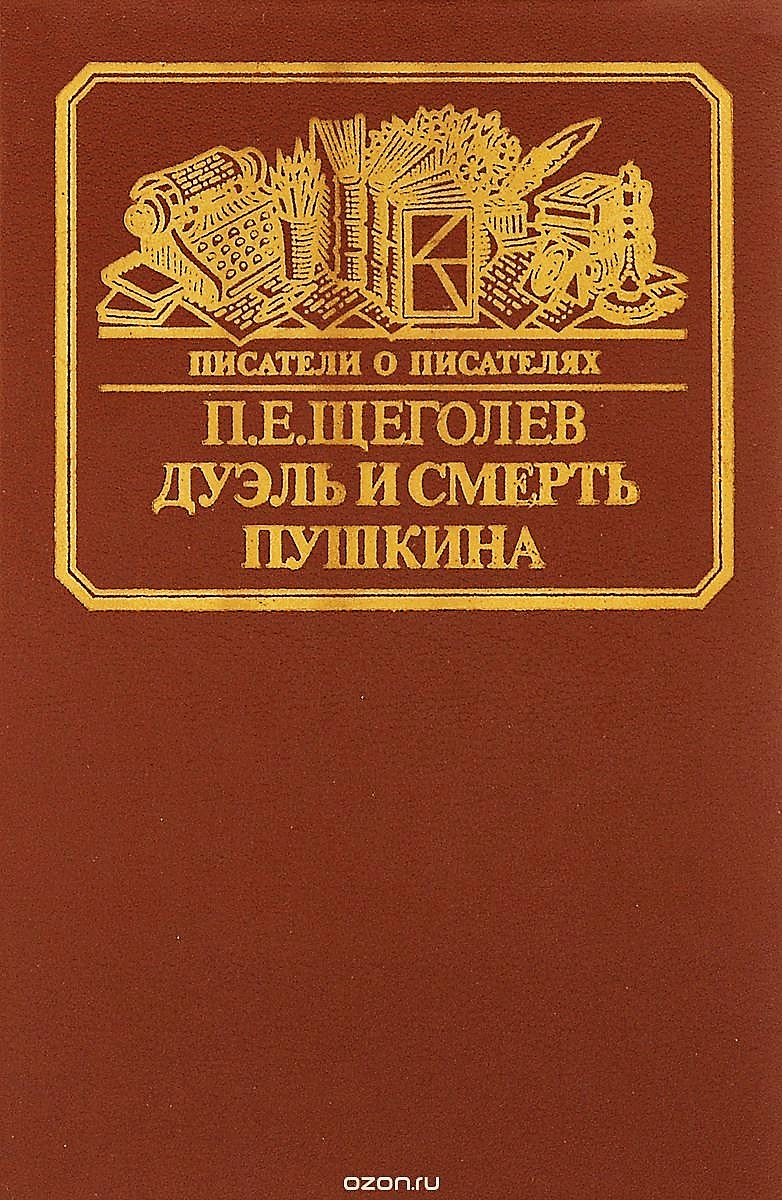 ПИСАТЕЛИ О ПИСАТЕЛЯХ
П.Е.ЩЕГОЛЕВ
ДУЭЛЬ И СМЕРТЬ
ПУШКИНА
ozon.ru